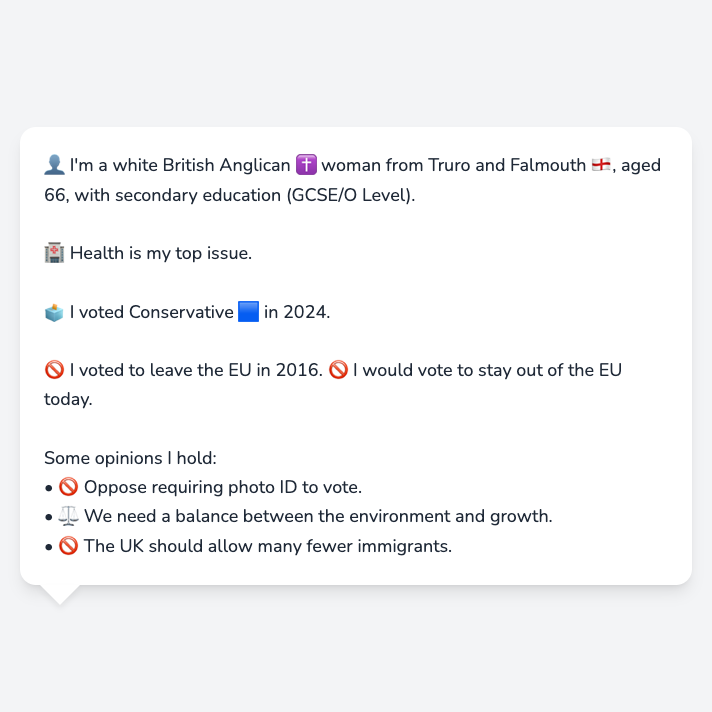 👤 I'm a white British Anglican ✝️ woman from Truro and Falmouth 🏴󠁧󠁢󠁥󠁮󠁧󠁿, aged
66, with secondary education (GCSE/O Level).
🏥 Health is my top issue.
🗳️ I voted Conservative 🟦 in 2024.
🚫 I voted to leave the EU in 2016. 🚫 I would vote to stay out of the EU
today.
Some opinions I hold:
• 🚫 Oppose requiring photo ID to vote.
• ⚖️ We need a balance between the environment and growth.
• 🚫 The UK should allow many fewer immigrants.